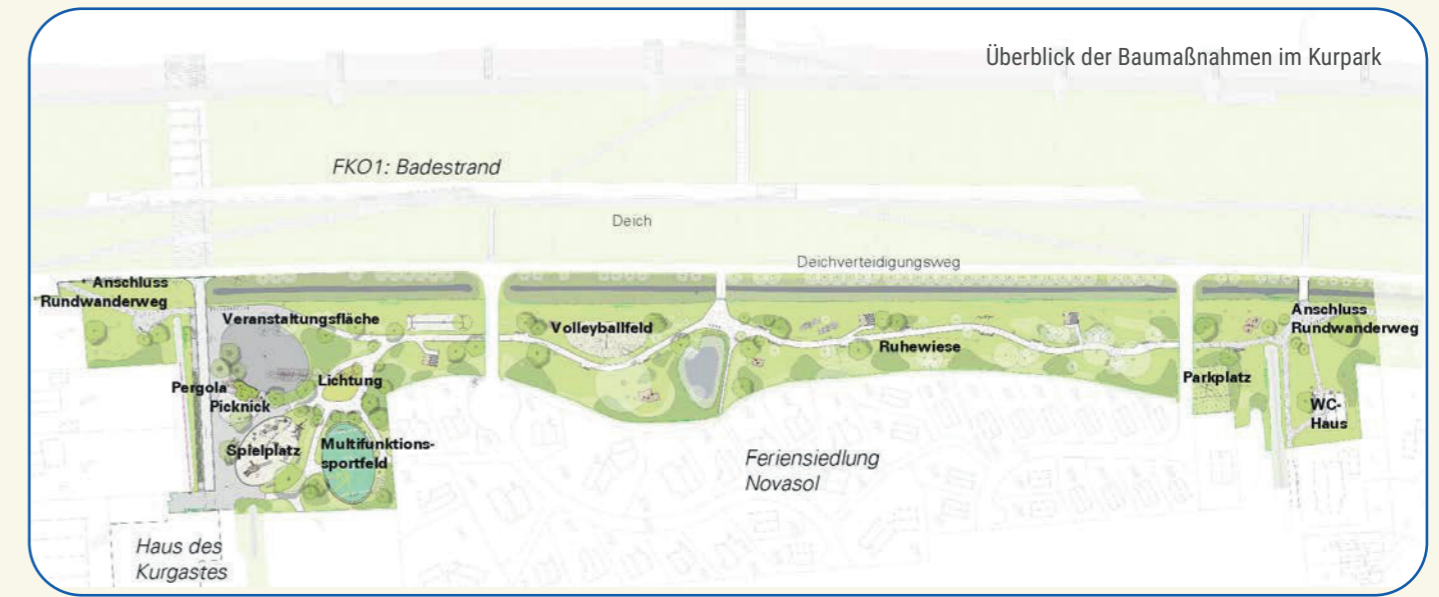 Überblick der Baumaßnahmen im Kurpark
FKO1: Badestrand
Deich
Deichverteidigungsweg
Anschluss
Rundwanderweg
Veranstaltungsfläche
Volleyballfeld
Ruhewiese
Anschluss
Rundwanderweg
Lichtung
Pergola
Picknick
Parkplatz
WC-
Haus
Spielplatz
Multifunktions-
sportfeld
Feriensiedlung
Novasol
Haus des
Kurgastes